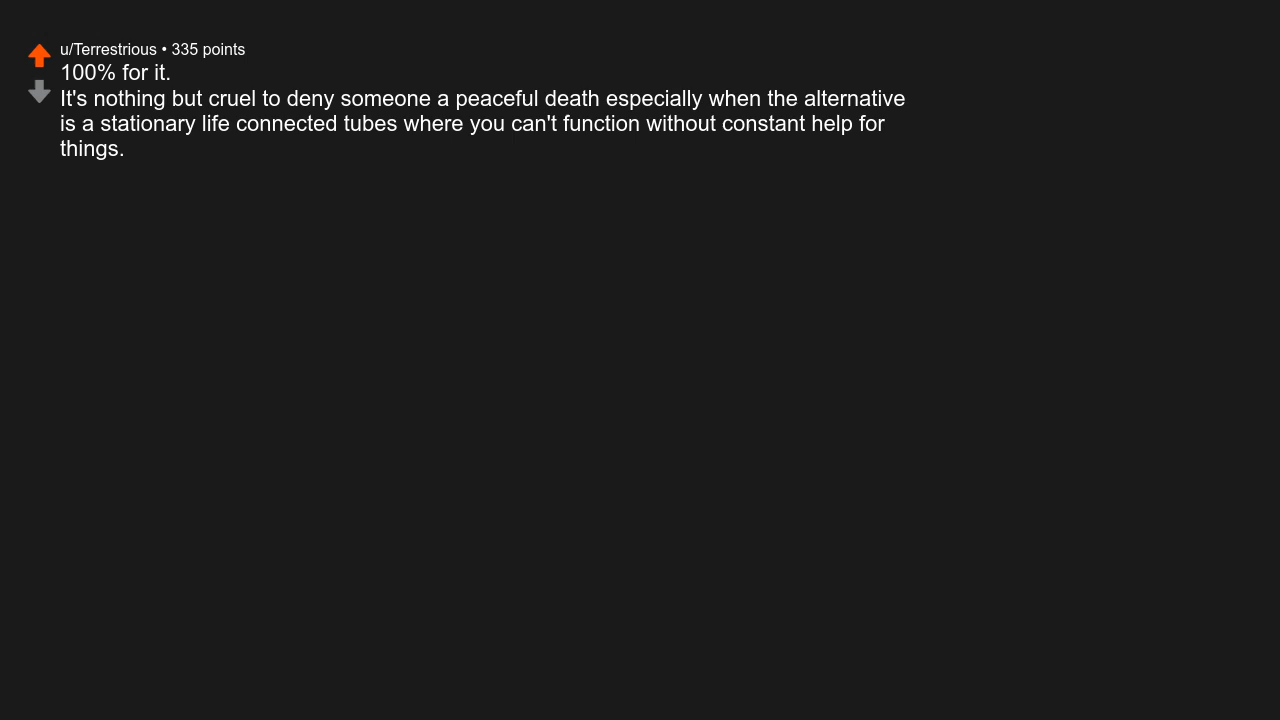 u/Terrestrious • 335 points
100% for it.
It's nothing but cruel to deny someone a peaceful death especially when the alternative
is a stationary life connected tubes where you can't function without constant help for
things.